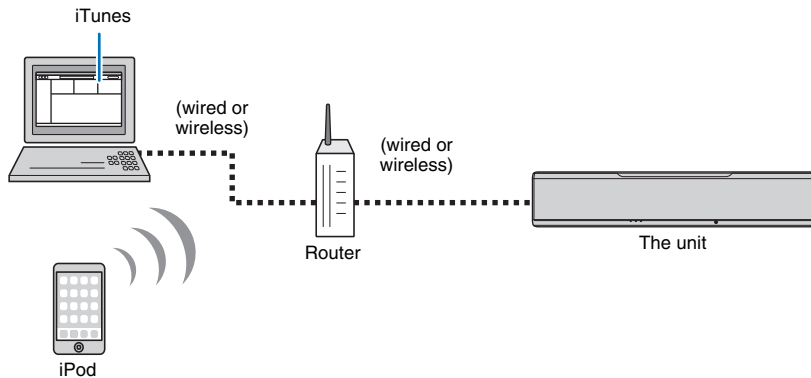 iTunes
(wired or
wireless)
(wired or
wireless)
Router
The unit
iPod